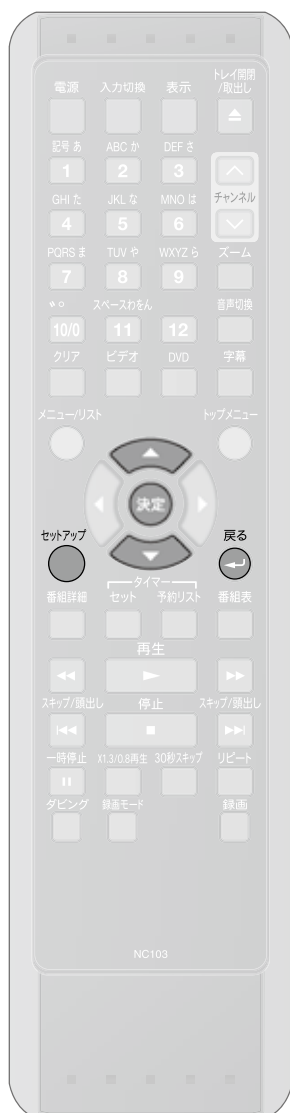 電源 入力切換 表示 トレイ開閉/取出し
記号 あ ABC か DEF さ
1 2 3
GHI た JKL な MNO は チャンネル
4 5 6
PQRS ま TUV や WXYZ ら ズーム
7 8 9
゛゜ スペースわをん 音声切換
10/0 11 12
クリア ビデオ DVD 字幕
メニュー/リスト トップメニュー
決定
セットアップ 戻る
タイマー
番組詳細 セット 予約リスト 番組表
再生
スキップ/頭出し 停止 スキップ/頭出し
一時停止 X1.3/0.8再生 30秒スキップ リピート
ダビング 録画モード 録画
NC103